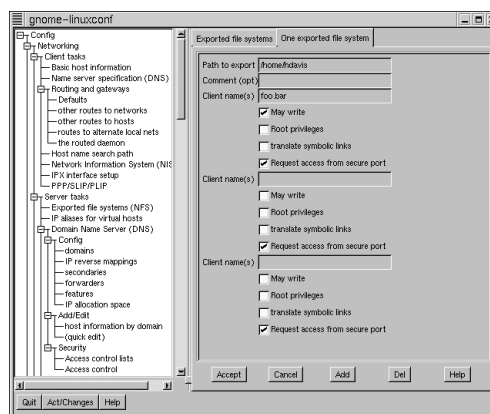 gnome-linuxconf
Config
Networking
Client tasks
Basic host information
Name server specification (DNS)
Routing and gateways
Defaults
other routes to networks
other routes to hosts
routes to alternate local nets
the routed daemon
Host name search path
Network Information System (NIS
IPX interface setup
PPP/SLIP/PLIP
Server tasks
Exported file systems (NFS)
IP aliases for virtual hosts
Domain Name Server (DNS)
Config
domains
IP reverse mappings
secondaries
forwarders
features
IP allocation space
Add/Edit
host information by domain
(quick edit)
Security
Access control lists
Access control
Exported file systems
One exported file system
Path to export /home/hdavis
Comment (opt)
Client name(s) foo.bar
May write
Root privileges
translate symbolic links
Request access from secure port
Client name(s)
May write
Root privileges
translate symbolic links
Request access from secure port
Client name(s)
May write
Root privileges
translate symbolic links
Request access from secure port
Accept Cancel Add Del Help
Quit Act/Changes Help